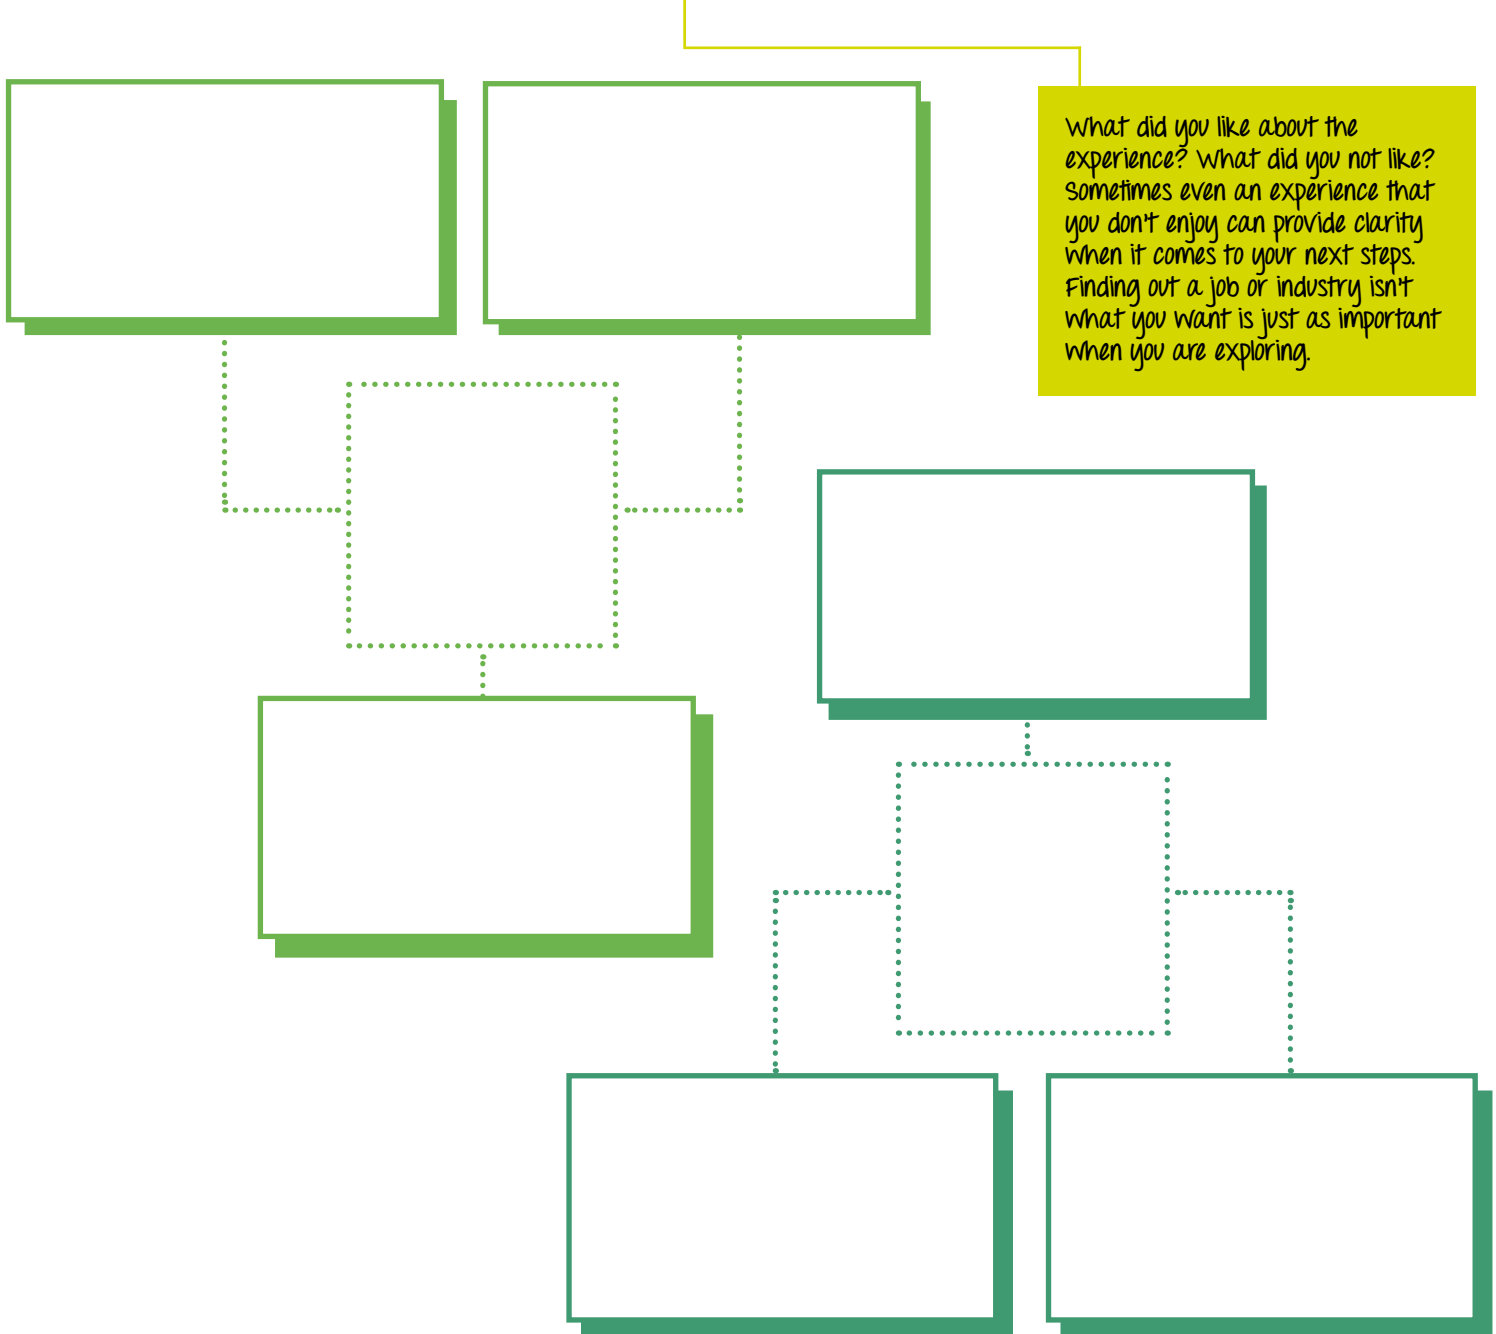 What did you like about the
experience? What did you not like?
Sometimes even an experience that
you don't enjoy can provide clarity
when it comes to your next steps.
Finding out a job or industry isn't
what you want is just as important
when you are exploring.